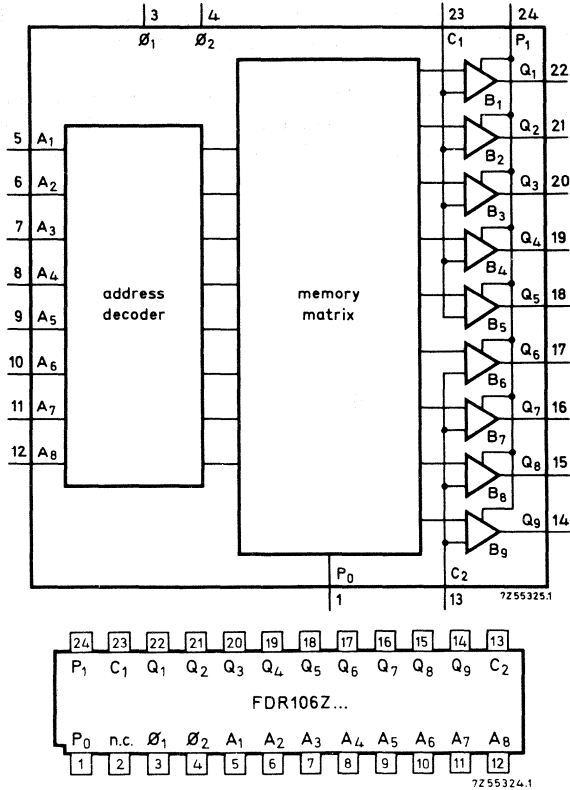 3 4 23 24
Ø1 Ø2 C1 P1
Q1 22
B1
5 A1
Q2 21
B2
6 A2
Q3 20
B3
7 A3
Q4 19
B4
8 A4
address decoder
memory matrix
Q5 18
B5
9 A5
Q6 17
B6
10 A6
Q7 16
B7
11 A7
Q8 15
B8
12 A8
Q9 14
B9
P0 C2
1 13 7Z55325.1
24 23 22 21 20 19 18 17 16 15 14 13
P1 C1 Q1 Q2 Q3 Q4 Q5 Q6 Q7 Q8 Q9 C2
FDR106Z...
P0 n.c. Ø1 Ø2 A1 A2 A3 A4 A5 A6 A7 A8
1 2 3 4 5 6 7 8 9 10 11 12
7Z55324.1